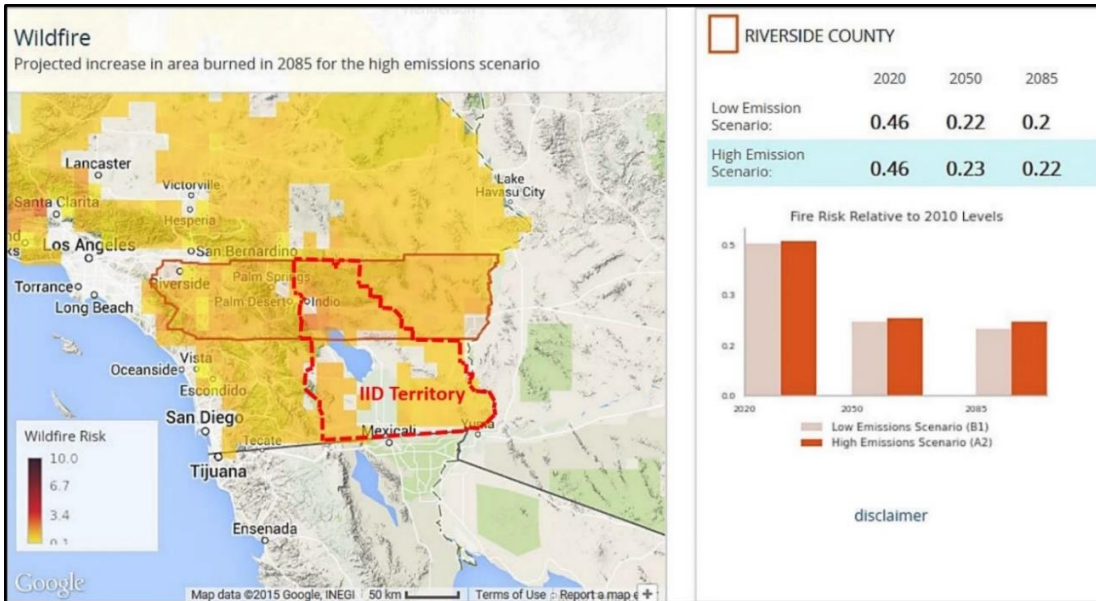 Wildfire
Projected increase in area burned in 2085 for the high emissions scenario
Lancaster
Victorville
Lake
Havasu City
Santa Clarita
Hesperia
Los Angeles
San Bernardino
Torrance
Riverside
Palm Springs
Long Beach
Palm Desert
Indio
Vista
Oceanside
Escondido
IID Territory
San Diego
Mexicali
Yuma
Tecate
Tijuana
Ensenada
Wildfire Risk
10.0
6.7
3.4
0.1
Google
Map data ©2015 Google, INEGI
50 km
Terms of Use
Report a map
+
RIVERSIDE COUNTY
2020 2050 2085
Low Emission
Scenario: 0.46 0.22 0.2
High Emission
Scenario: 0.46 0.23 0.22
Fire Risk Relative to 2010 Levels
0.5
0.3
0.2
0.0
2020 2050 2085
Low Emissions Scenario (B1)
High Emissions Scenario (A2)
disclaimer